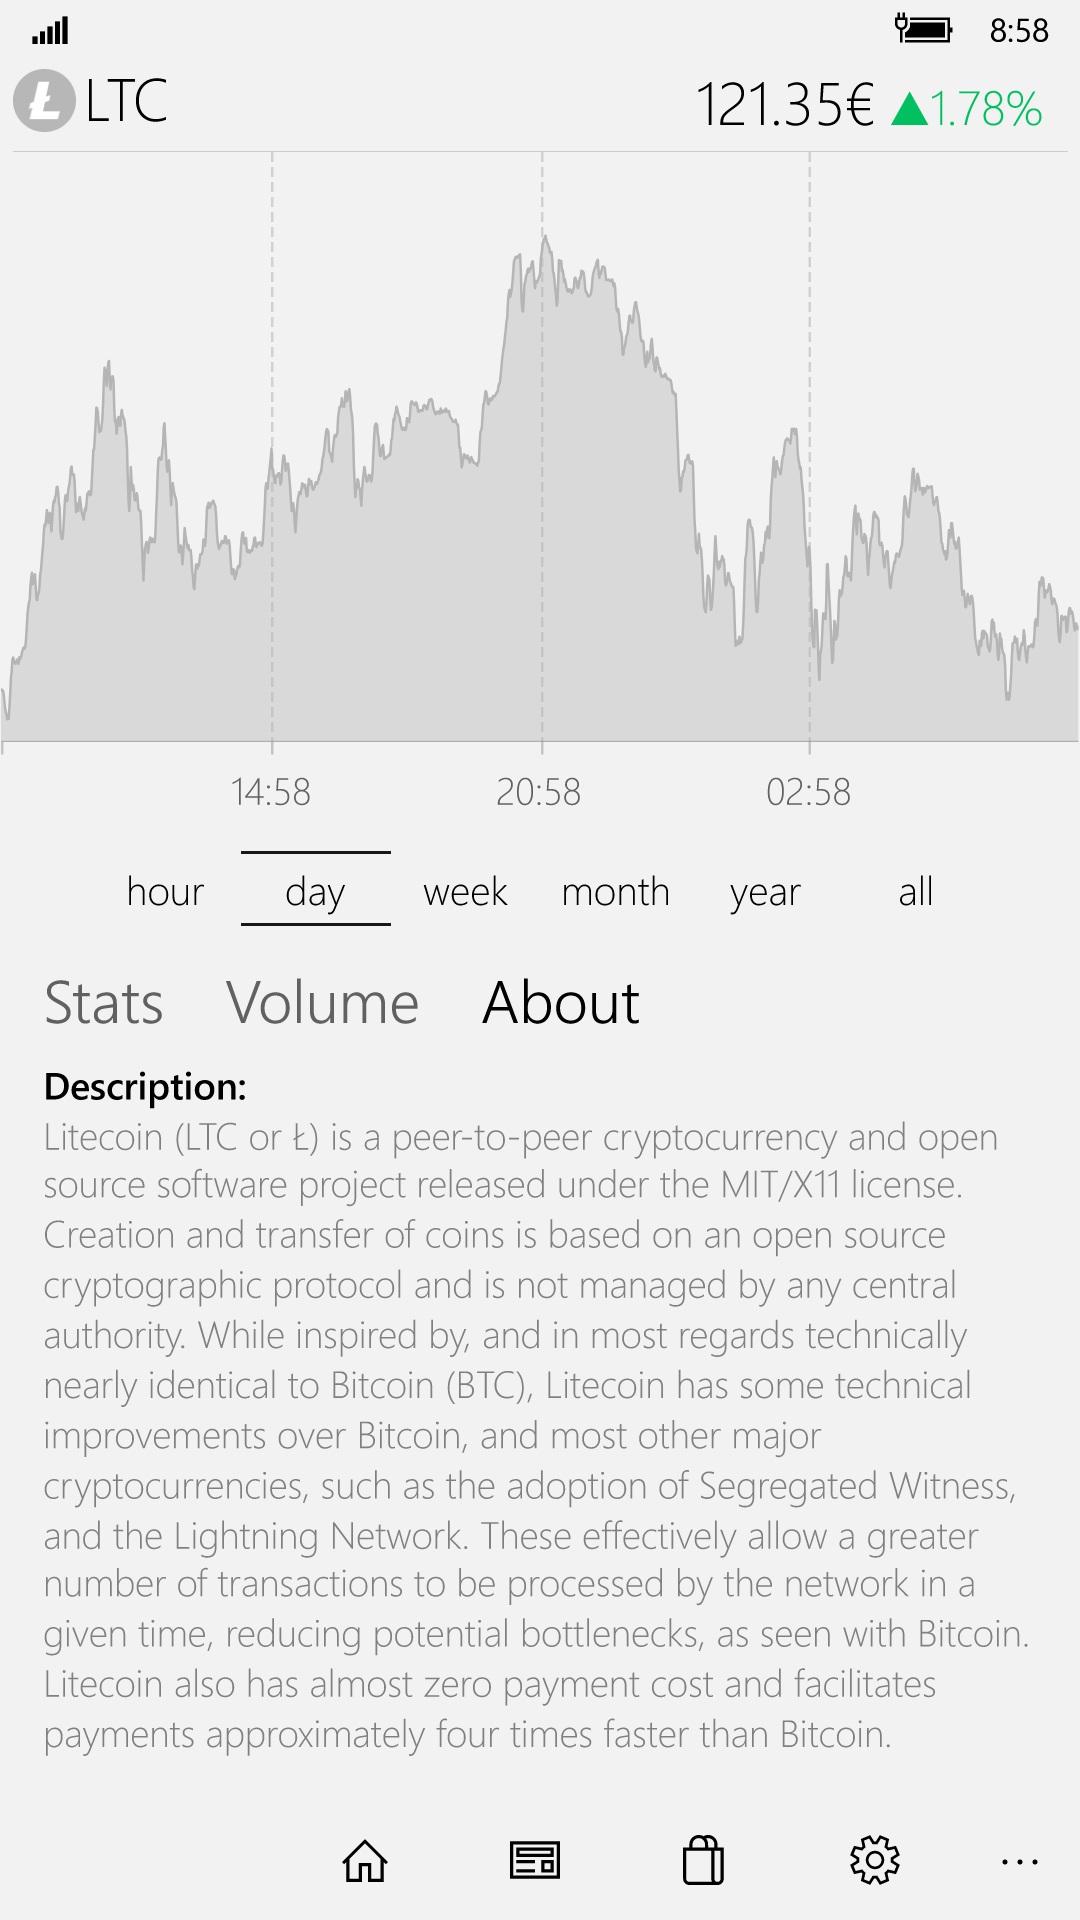 8:58
Ł LTC 121.35€ ▲1.78%
14:58 20:58 02:58
hour day week month year all
Stats Volume About
Description:
Litecoin (LTC or Ł) is a peer-to-peer cryptocurrency and open
source software project released under the MIT/X11 license.
Creation and transfer of coins is based on an open source
cryptographic protocol and is not managed by any central
authority. While inspired by, and in most regards technically
nearly identical to Bitcoin (BTC), Litecoin has some technical
improvements over Bitcoin, and most other major
cryptocurrencies, such as the adoption of Segregated Witness,
and the Lightning Network. These effectively allow a greater
number of transactions to be processed by the network in a
given time, reducing potential bottlenecks, as seen with Bitcoin.
Litecoin also has almost zero payment cost and facilitates
payments approximately four times faster than Bitcoin.